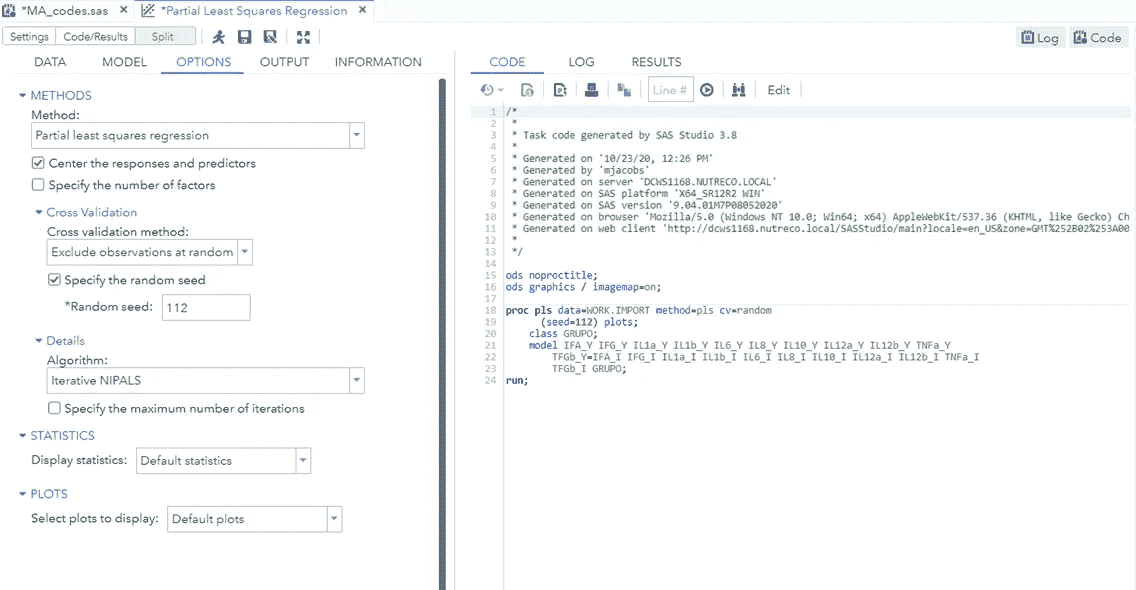 *MA_codes.sas ×
*Partial Least Squares Regression ×
Settings Code/Results Split
Log Code
DATA MODEL OPTIONS OUTPUT INFORMATION
METHODS
Method:
Partial least squares regression
Center the responses and predictors
Specify the number of factors
Cross Validation
Cross validation method:
Exclude observations at random
Specify the random seed
*Random seed: 112
Details
Algorithm:
Iterative NIPALS
Specify the maximum number of iterations
STATISTICS
Display statistics: Default statistics
PLOTS
Select plots to display: Default plots
CODE LOG RESULTS
Line # Edit
1 /*
2 *
3 * Task code generated by SAS Studio 3.8
4 *
5 * Generated on '10/23/20, 12:26 PM'
6 * Generated by 'mjacobs'
7 * Generated on server 'DCWS1168.NUTRECO.LOCAL'
8 * Generated on SAS platform 'X64_SR12R2 WIN'
9 * Generated on SAS version '9.04.01M7P08052020'
10 * Generated on browser 'Mozilla/5.0 (Windows NT 10.0; Win64; x64) AppleWebKit/537.36 (KHTML, like Gecko) Ch
11 * Generated on web client 'http://dcws1168.nutreco.local/SASStudio/main?locale=en_US&zone=GMT%252B02%253A00
12 *
13 */
14
15 ods noproctitle;
16 ods graphics / imagemap=on;
17
18 proc pls data=WORK.IMPORT method=pls cv=random
19 (seed=112) plots;
20 class GRUPO;
21 model IFA_Y IFG_Y IL1a_Y IL1b_Y IL6_Y IL8_Y IL10_Y IL12a_Y IL12b_Y TNFa_Y
22 TFGb_Y=IFA_I IFG_I IL1a_I IL1b_I IL6_I IL8_I IL10_I IL12a_I IL12b_I TNFa_I
23 TFGb_I GRUPO;
24 run;